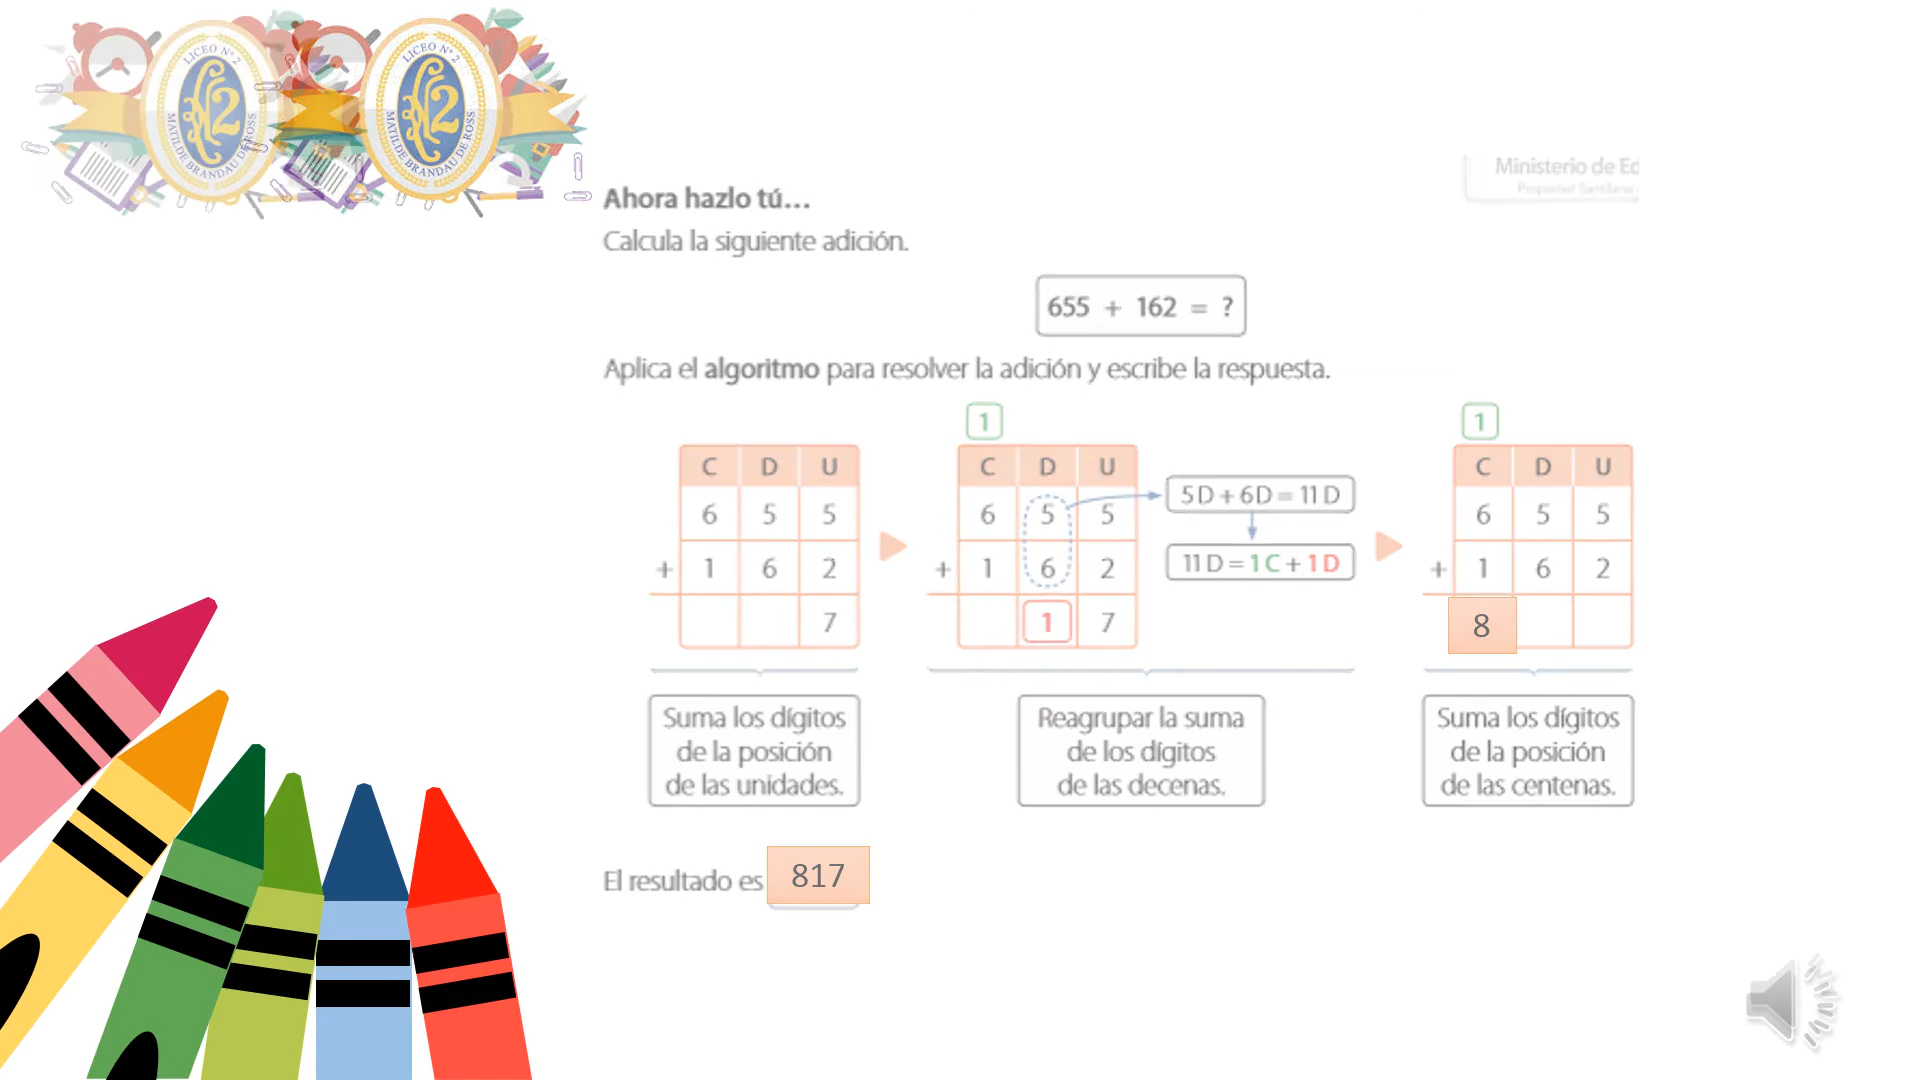 LICEO N° 2
MATILDE BRANDAU DE ROSS
LICEO N° 2
MATILDE BRANDAU DE ROSS
Ministerio de Ed
Propiedad Santillana
Ahora hazlo tú...
Calcula la siguiente adición.
655 + 162 = ?
Aplica el algoritmo para resolver la adición y escribe la respuesta.
C D U
6 5 5
+ 1 6 2
7
Suma los dígitos
de la posición
de las unidades.
1
C D U
6 5 5
+ 1 6 2
1 7
5 D + 6 D = 11 D
11 D = 1 C + 1 D
Reagrupar la suma
de los dígitos
de las decenas.
1
C D U
6 5 5
+ 1 6 2
8
Suma los dígitos
de la posición
de las centenas.
El resultado es 817